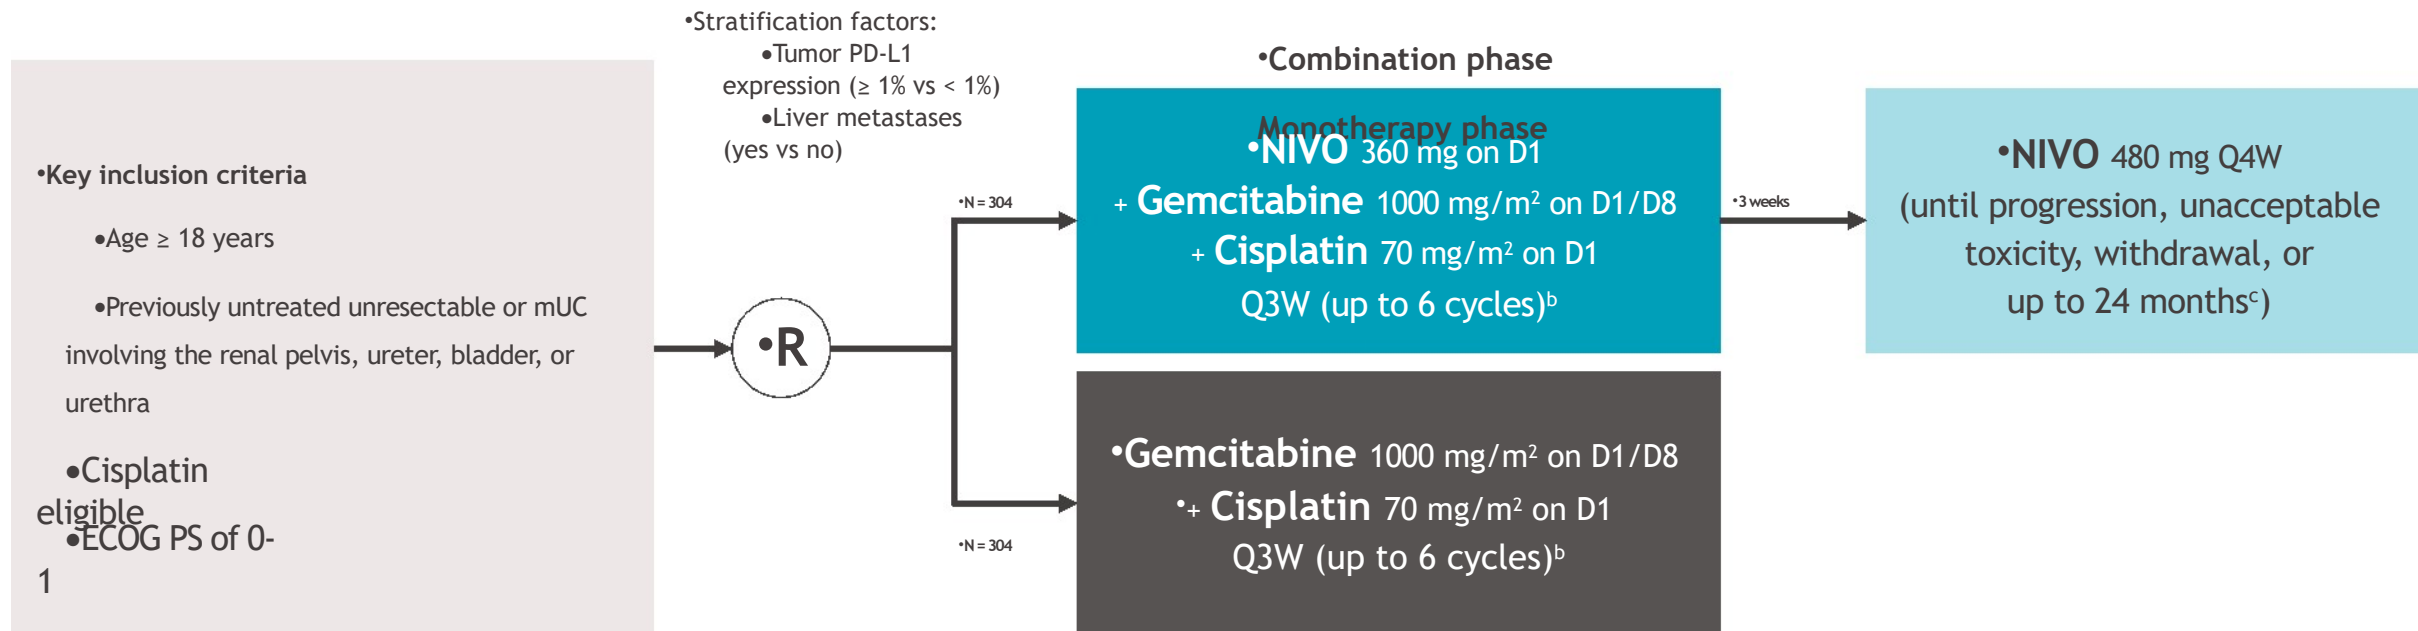 •Stratification factors:
•Tumor PD-L1
expression (≥ 1% vs < 1%)
•Liver metastases
(yes vs no)
•Key inclusion criteria
•Age ≥ 18 years
•Previously untreated unresectable or mUC
involving the renal pelvis, ureter, bladder, or
urethra
•Cisplatin
eligible
•ECOG PS of 0-
1
•R
•N = 304
•N = 304
•Combination phase
Monotherapy phase
•NIVO 360 mg on D1
+ Gemcitabine 1000 mg/m² on D1/D8
+ Cisplatin 70 mg/m² on D1
Q3W (up to 6 cycles)ᵇ
•Gemcitabine 1000 mg/m² on D1/D8
•+ Cisplatin 70 mg/m² on D1
Q3W (up to 6 cycles)ᵇ
•3 weeks
•NIVO 480 mg Q4W
(until progression, unacceptable
toxicity, withdrawal, or
up to 24 monthsᶜ)